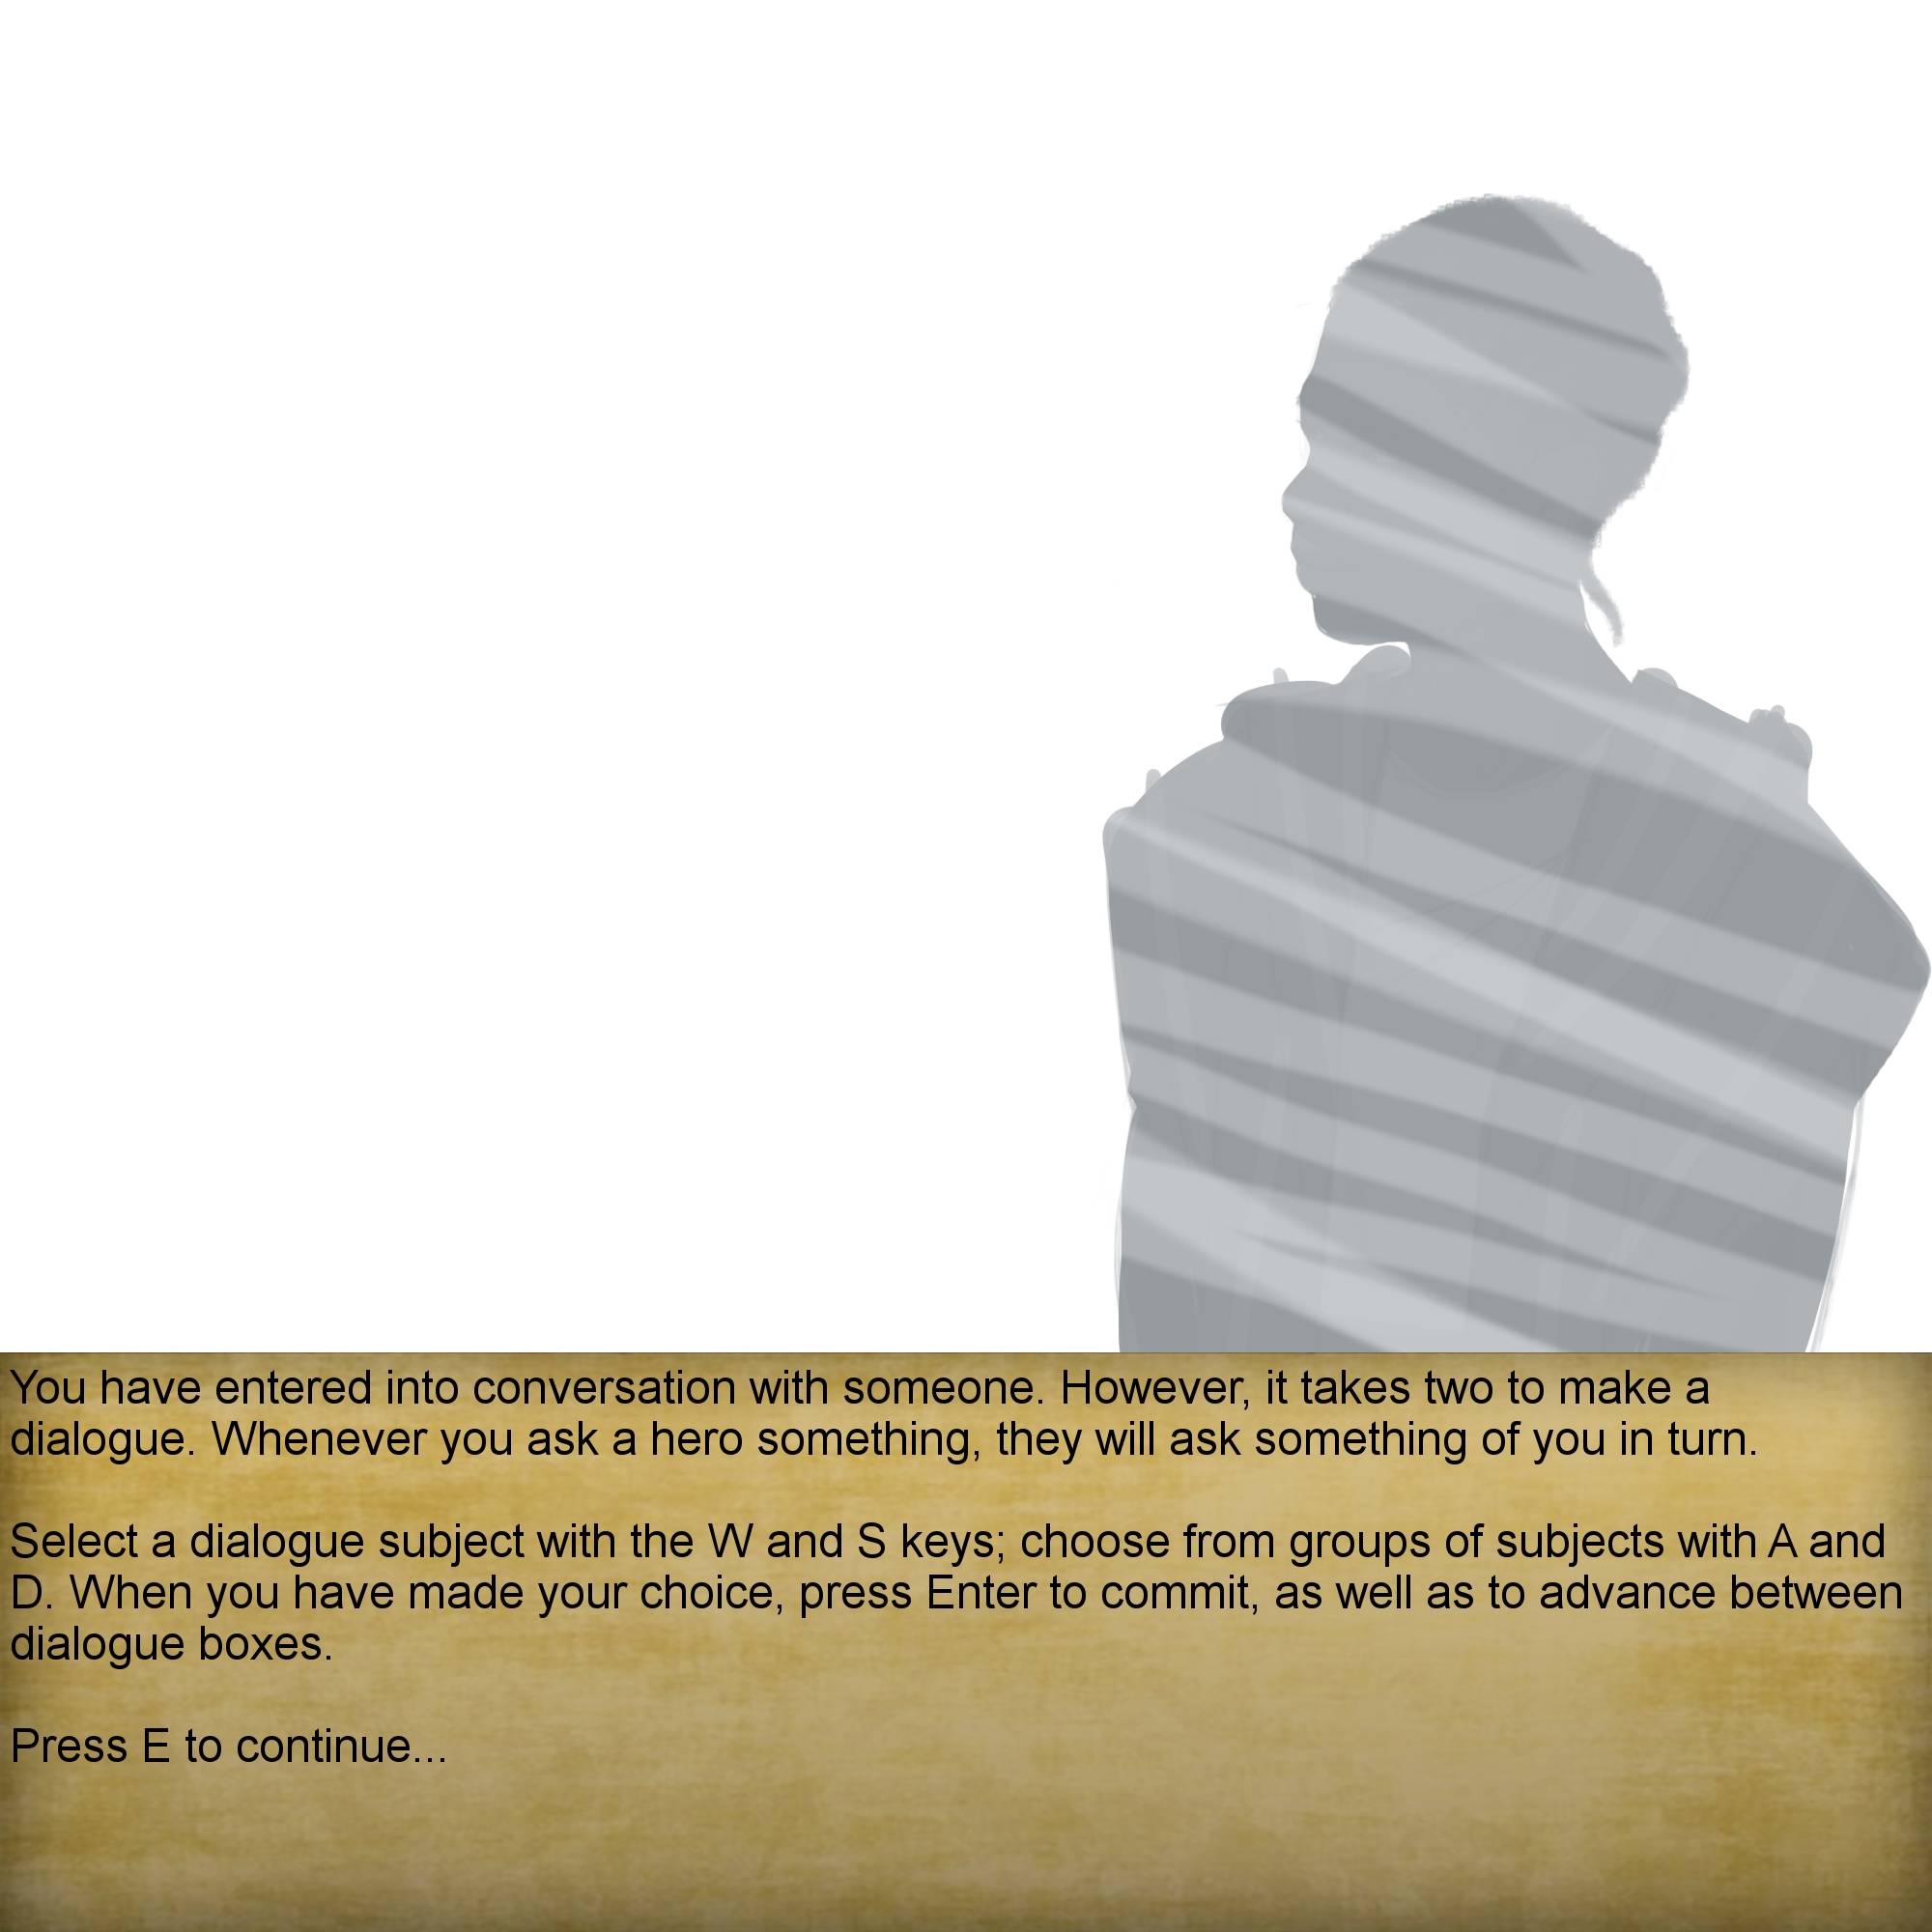 You have entered into conversation with someone. However, it takes two to make a
dialogue. Whenever you ask a hero something, they will ask something of you in turn.
Select a dialogue subject with the W and S keys; choose from groups of subjects with A and
D. When you have made your choice, press Enter to commit, as well as to advance between
dialogue boxes.
Press E to continue...